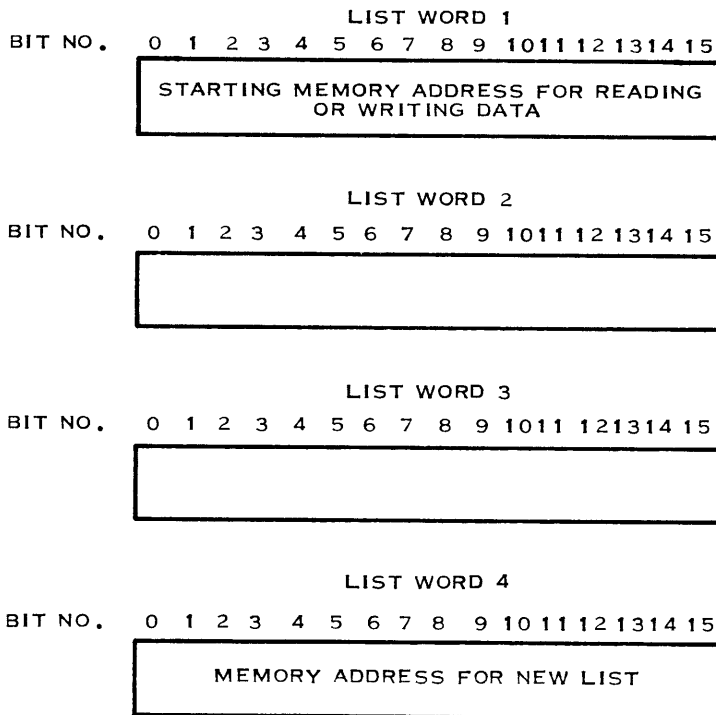 LIST WORD 1
BIT NO. 0 1 2 3 4 5 6 7 8 9 10 11 12 13 14 15
STARTING MEMORY ADDRESS FOR READING
OR WRITING DATA
LIST WORD 2
BIT NO. 0 1 2 3 4 5 6 7 8 9 10 11 12 13 14 15
LIST WORD 3
BIT NO. 0 1 2 3 4 5 6 7 8 9 10 11 12 13 14 15
LIST WORD 4
BIT NO. 0 1 2 3 4 5 6 7 8 9 10 11 12 13 14 15
MEMORY ADDRESS FOR NEW LIST